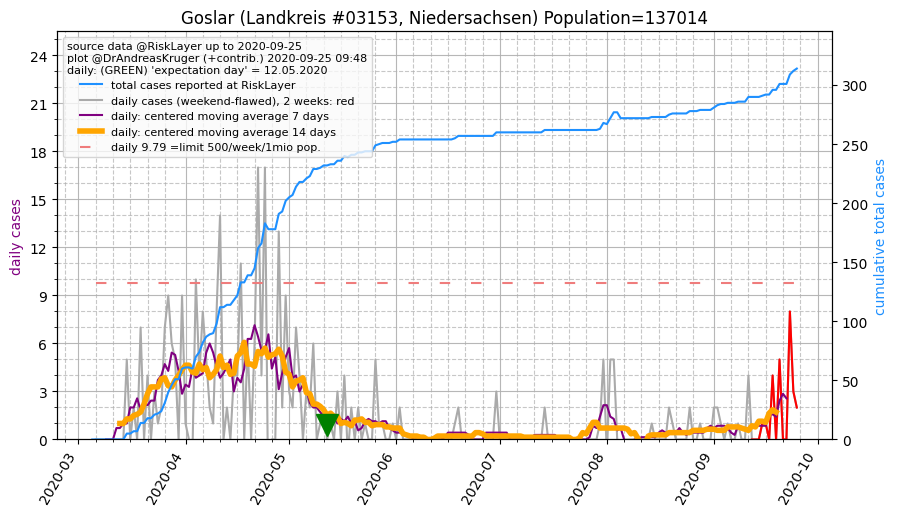 Goslar (Landkreis #03153, Niedersachsen) Population=137014
source data @RiskLayer up to 2020-09-25
plot @DrAndreasKruger (+contrib.) 2020-09-25 09:48
daily: (GREEN) 'expectation day' = 12.05.2020
total cases reported at RiskLayer
daily cases (weekend-flawed), 2 weeks: red
daily: centered moving average 7 days
daily: centered moving average 14 days
daily 9.79 =limit 500/week/1mio pop.
daily cases
24
21
18
15
12
9
6
3
0
cumulative total cases
300
250
200
150
100
50
0
2020-03
2020-04
2020-05
2020-06
2020-07
2020-08
2020-09
2020-10